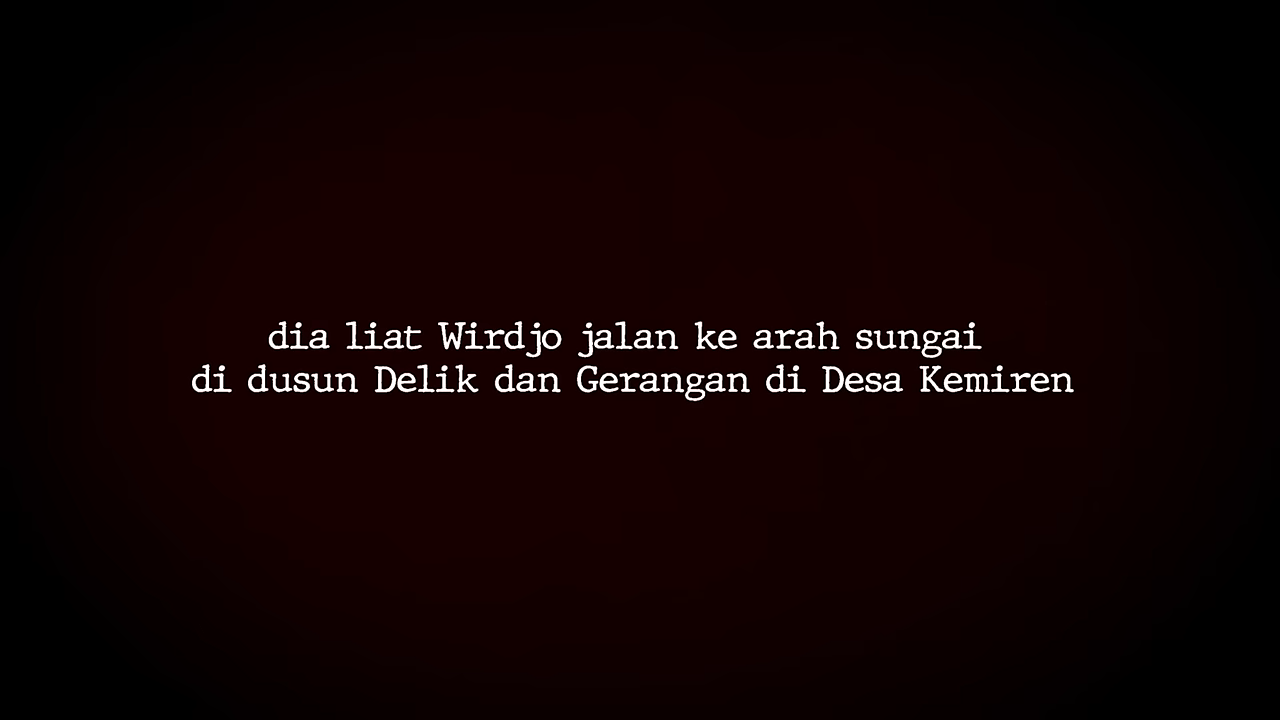 dia liat Wirdjo jalan ke arah sungai
di dusun Delik dan Gerangan di Desa Kemiren